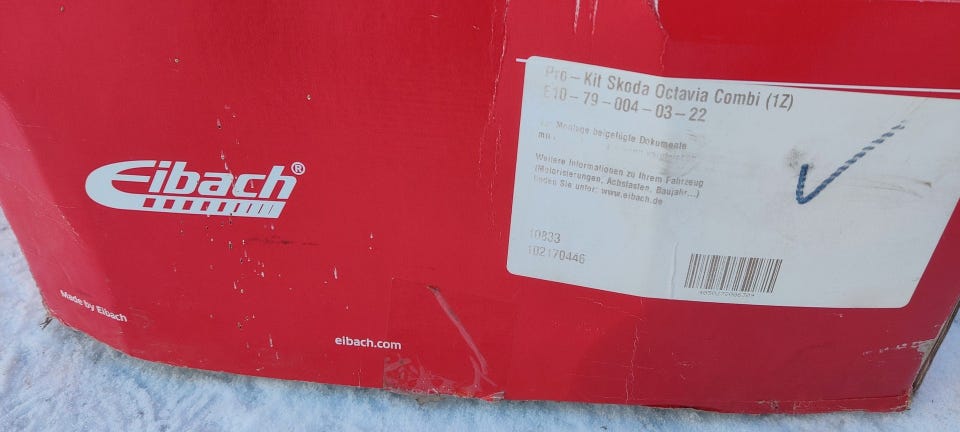 Pro-Kit Skoda Octavia Combi (1Z)
E10-79-004-03-22
Montage beigefügte Dokumente
Weitere Informationen zu Ihrem Fahrzeug
(Motorisierungen, Achslasten, Baujahr...)
finden Sie unter: www.eibach.de
10833
102170446
Eibach®
Made by Eibach
eibach.com